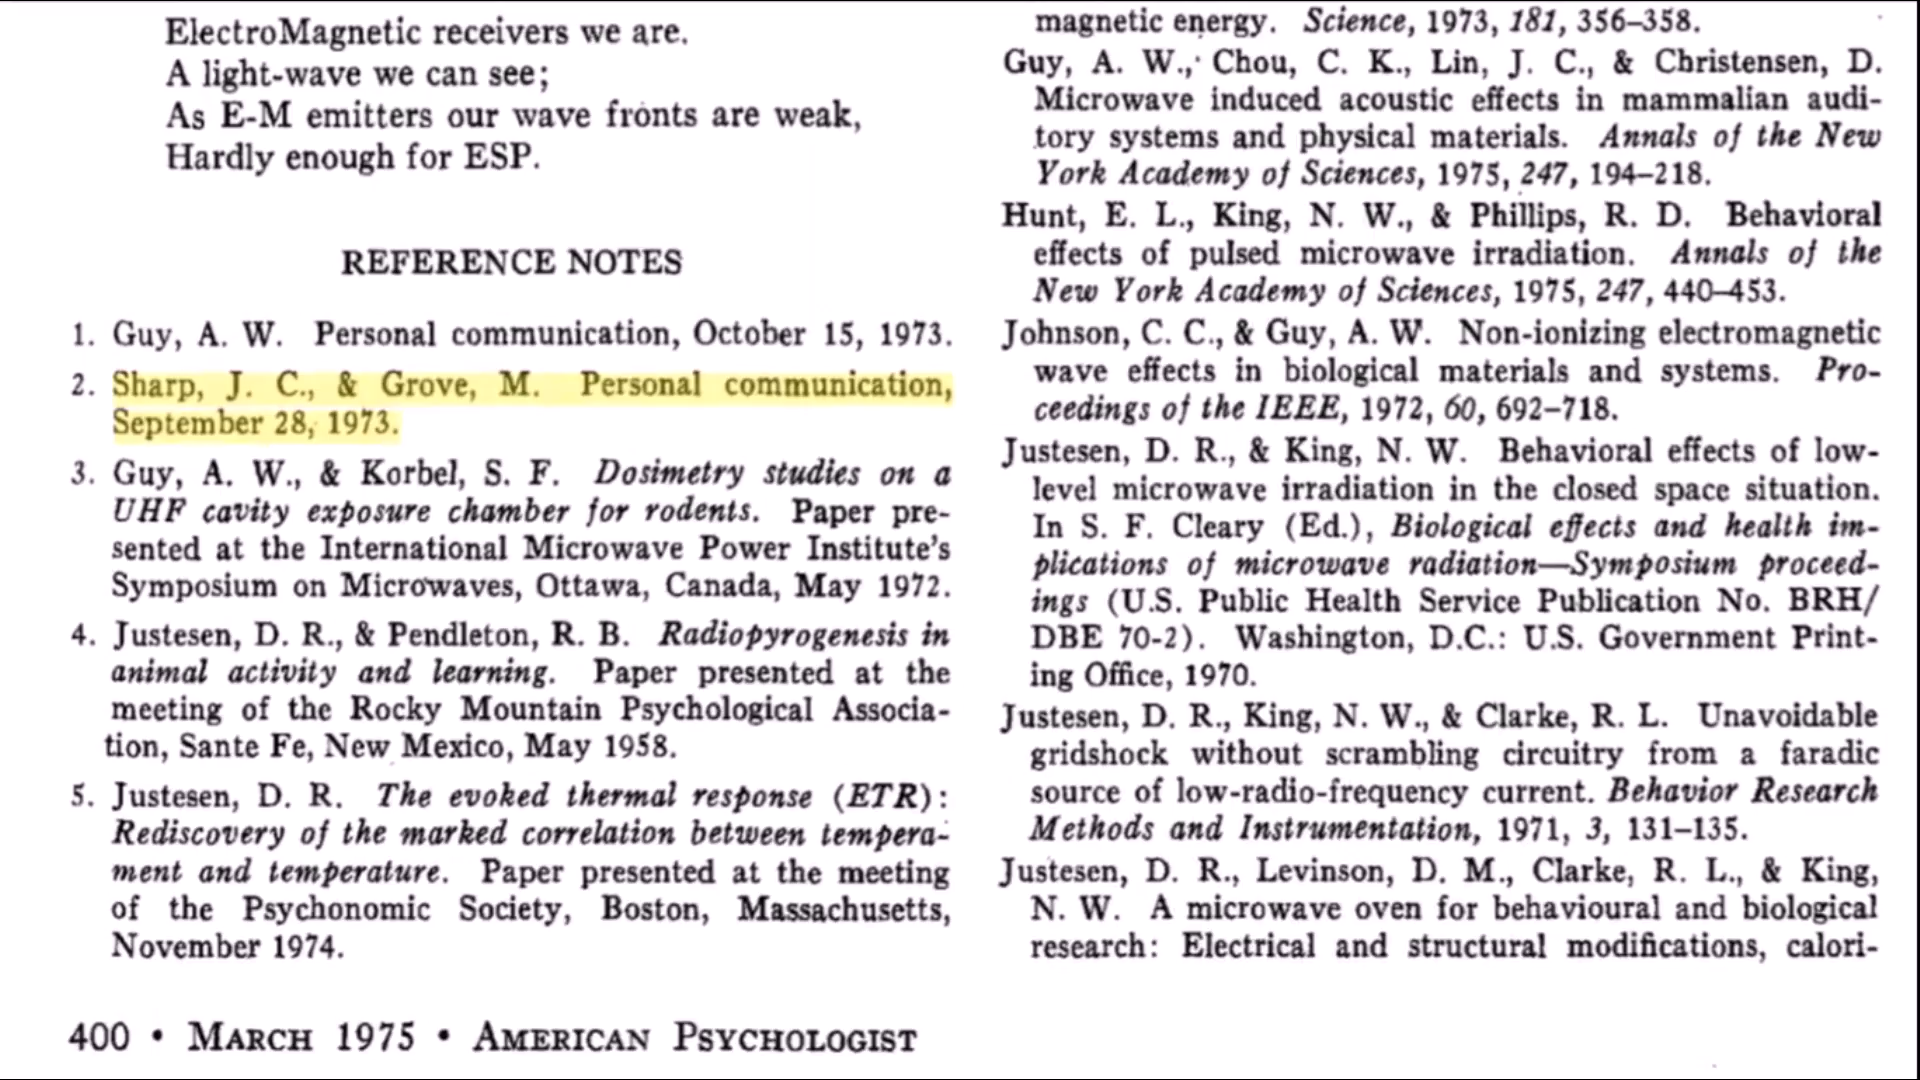 ElectroMagnetic receivers we are.
A light-wave we can see;
As E-M emitters our wave fronts are weak,
Hardly enough for ESP.
REFERENCE NOTES
1. Guy, A. W. Personal communication, October 15, 1973.
2. Sharp, J. C., & Grove, M. Personal communication,
September 28, 1973.
3. Guy, A. W., & Korbel, S. F. Dosimetry studies on a
UHF cavity exposure chamber for rodents. Paper pre-
sented at the International Microwave Power Institute's
Symposium on Microwaves, Ottawa, Canada, May 1972.
4. Justesen, D. R., & Pendleton, R. B. Radiopyrogenesis in
animal activity and learning. Paper presented at the
meeting of the Rocky Mountain Psychological Associa-
tion, Sante Fe, New Mexico, May 1958.
5. Justesen, D. R. The evoked thermal response (ETR):
Rediscovery of the marked correlation between tempera-
ment and temperature. Paper presented at the meeting
of the Psychonomic Society, Boston, Massachusetts,
November 1974.
magnetic energy. Science, 1973, 181, 356–358.
Guy, A. W., Chou, C. K., Lin, J. C., & Christensen, D.
Microwave induced acoustic effects in mammalian audi-
tory systems and physical materials. Annals of the New
York Academy of Sciences, 1975, 247, 194–218.
Hunt, E. L., King, N. W., & Phillips, R. D. Behavioral
effects of pulsed microwave irradiation. Annals of the
New York Academy of Sciences, 1975, 247, 440–453.
Johnson, C. C., & Guy, A. W. Non-ionizing electromagnetic
wave effects in biological materials and systems. Pro-
ceedings of the IEEE, 1972, 60, 692–718.
Justesen, D. R., & King, N. W. Behavioral effects of low-
level microwave irradiation in the closed space situation.
In S. F. Cleary (Ed.), Biological effects and health im-
plications of microwave radiation—Symposium proceed-
ings (U.S. Public Health Service Publication No. BRH/
DBE 70-2). Washington, D.C.: U.S. Government Print-
ing Office, 1970.
Justesen, D. R., King, N. W., & Clarke, R. L. Unavoidable
gridshock without scrambling circuitry from a faradic
source of low-radio-frequency current. Behavior Research
Methods and Instrumentation, 1971, 3, 131–135.
Justesen, D. R., Levinson, D. M., Clarke, R. L., & King,
N. W. A microwave oven for behavioural and biological
research: Electrical and structural modifications, calori-
400 • MARCH 1975 • AMERICAN PSYCHOLOGIST